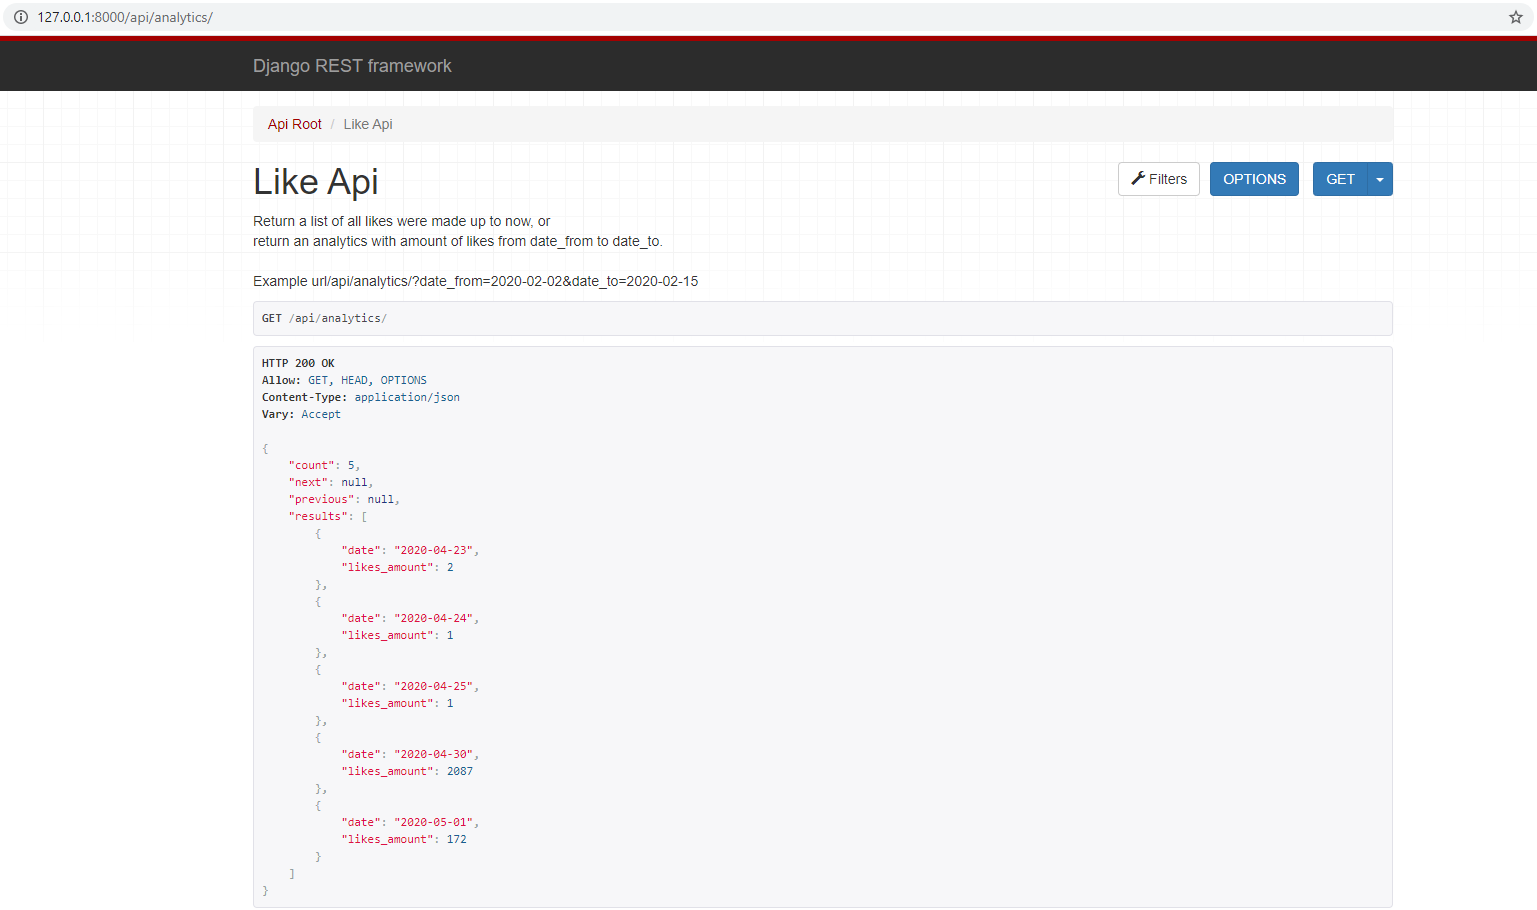 127.0.0.1:8000/api/analytics/
Django REST framework
Api Root / Like Api
Like Api
Filters
OPTIONS
GET
Return a list of all likes were made up to now, or
return an analytics with amount of likes from date_from to date_to.
Example url/api/analytics/?date_from=2020-02-02&date_to=2020-02-15
GET /api/analytics/
HTTP 200 OK
Allow: GET, HEAD, OPTIONS
Content-Type: application/json
Vary: Accept
{
    "count": 5,
    "next": null,
    "previous": null,
    "results": [
        {
            "date": "2020-04-23",
            "likes_amount": 2
        },
        {
            "date": "2020-04-24",
            "likes_amount": 1
        },
        {
            "date": "2020-04-25",
            "likes_amount": 1
        },
        {
            "date": "2020-04-30",
            "likes_amount": 2087
        },
        {
            "date": "2020-05-01",
            "likes_amount": 172
        }
    ]
}